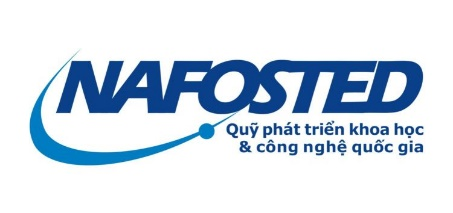 NAFOSTED
Quỹ phát triển khoa học
& công nghệ quốc gia